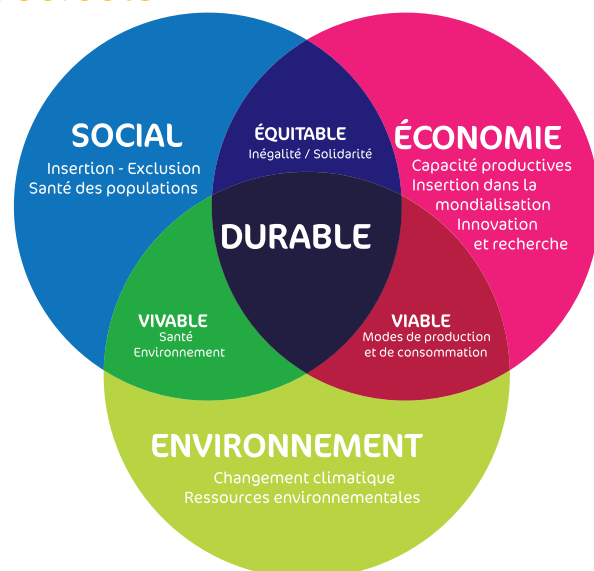 SOCIAL
Insertion - Exclusion
Santé des populations
ÉQUITABLE
Inégalité / Solidarité
ÉCONOMIE
Capacité productives
Insertion dans la
mondialisation
Innovation
et recherche
DURABLE
VIVABLE
Santé
Environnement
VIABLE
Modes de production
et de consommation
ENVIRONNEMENT
Changement climatique
Ressources environnementales